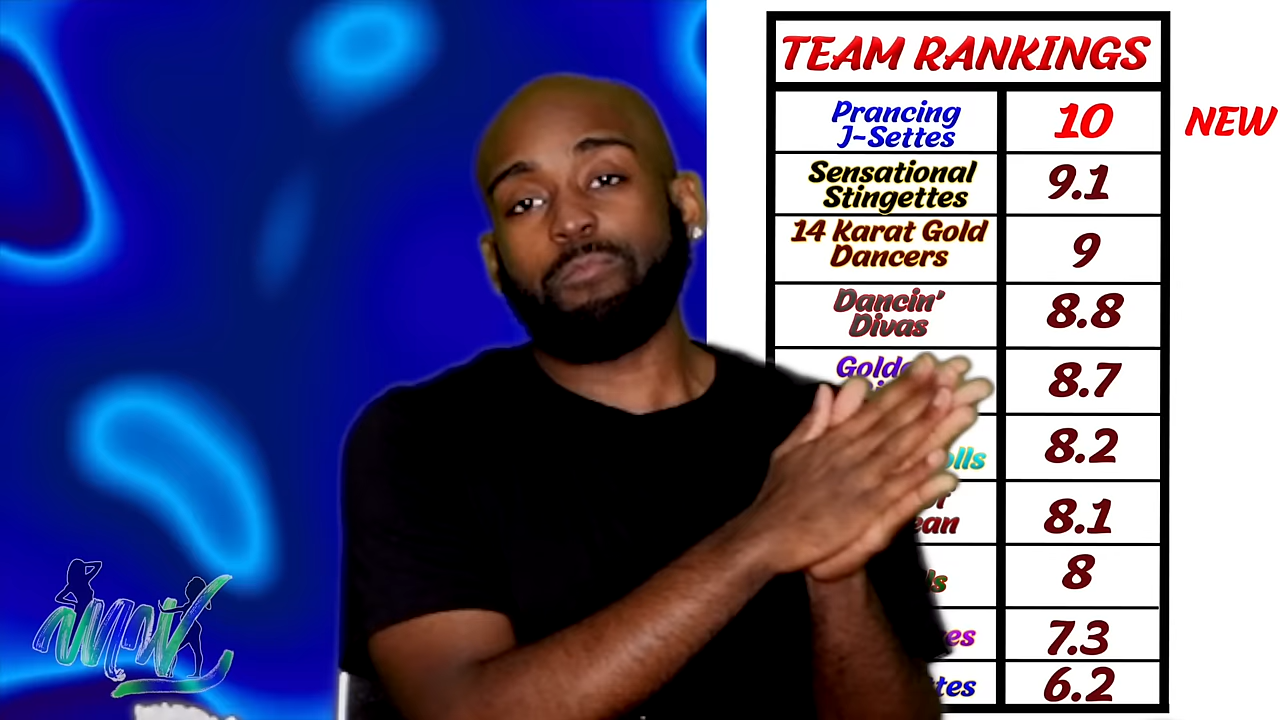 TEAM RANKINGS
Prancing
J-Settes
10
NEW
Sensational
Stingettes
9.1
14 Karat Gold
Dancers
9
Dancin'
Divas
8.8
8.7
8.2
8.1
8
7.3
6.2